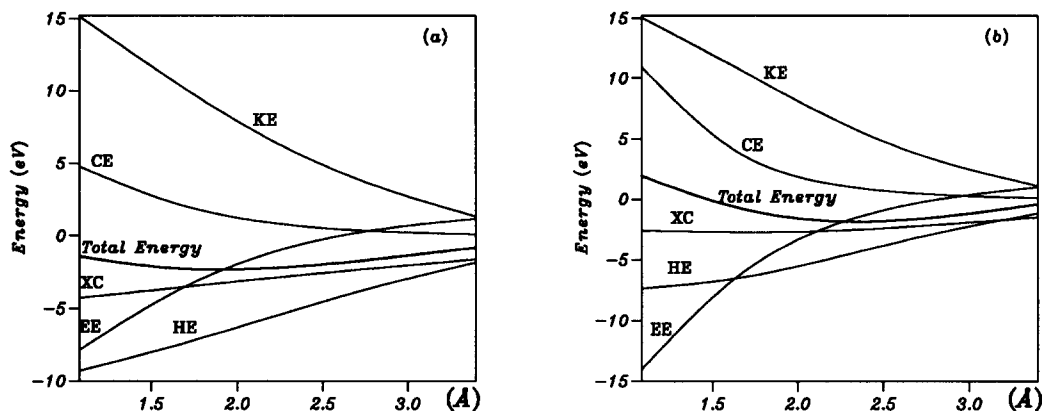 15
10
5
0
−5
−10
Energy (eV)
(a)
KE
CE
Total Energy
XC
EE
HE
1.5 2.0 2.5 3.0 (Å)
15
10
5
0
−5
−10
−15
Energy (eV)
(b)
KE
CE
Total Energy
XC
HE
EE
1.5 2.0 2.5 3.0 (Å)